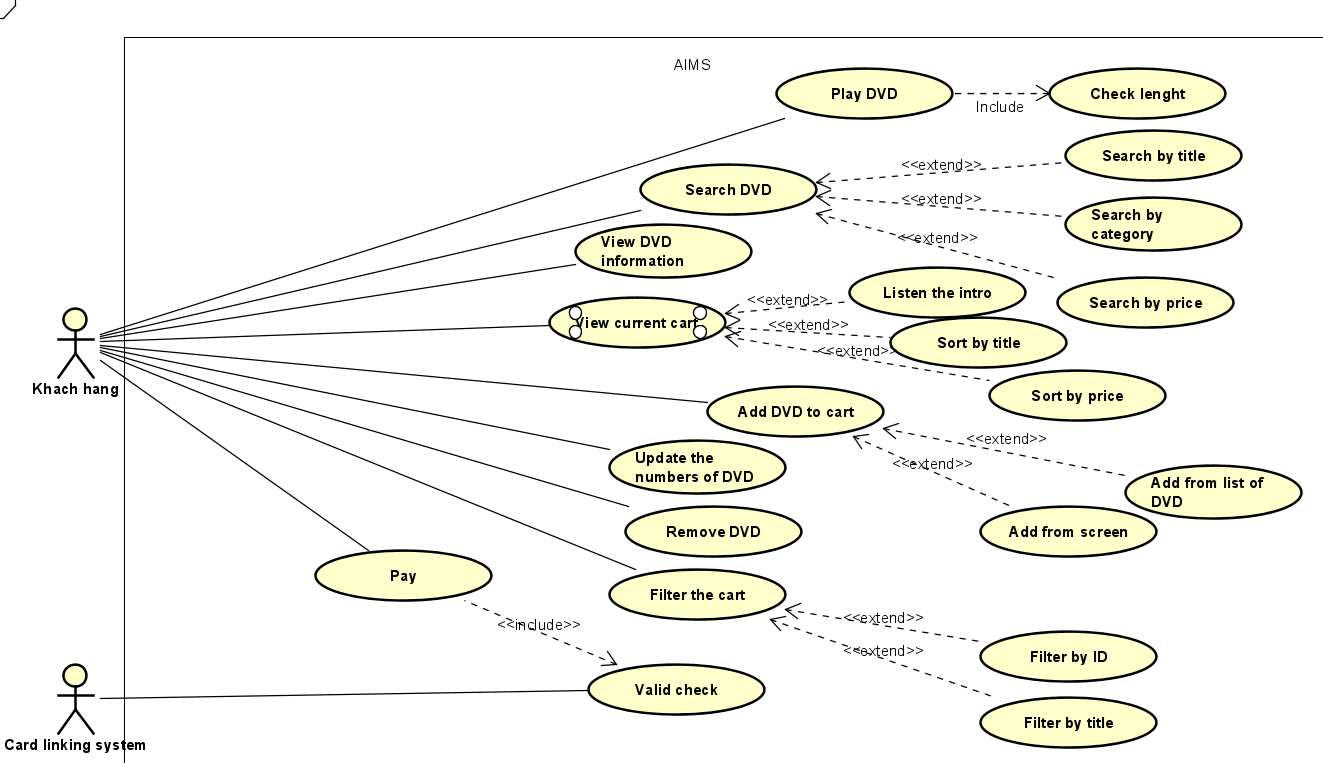 AIMS
Play DVD
Include
Check lenght
<<extend>>
Search by title
Search DVD
<<extend>>
Search by
category
<<extend>>
View DVD
information
Search by price
Listen the intro
<<extend>>
View current cart
<<extend>>
Sort by title
<<extend>>
Khach hang
Sort by price
Add DVD to cart
<<extend>>
<<extend>>
Update the
numbers of DVD
Add from list of
DVD
Remove DVD
Add from screen
Pay
Filter the cart
<<include>>
<<extend>>
<<extend>>
Filter by ID
Valid check
Filter by title
Card linking system